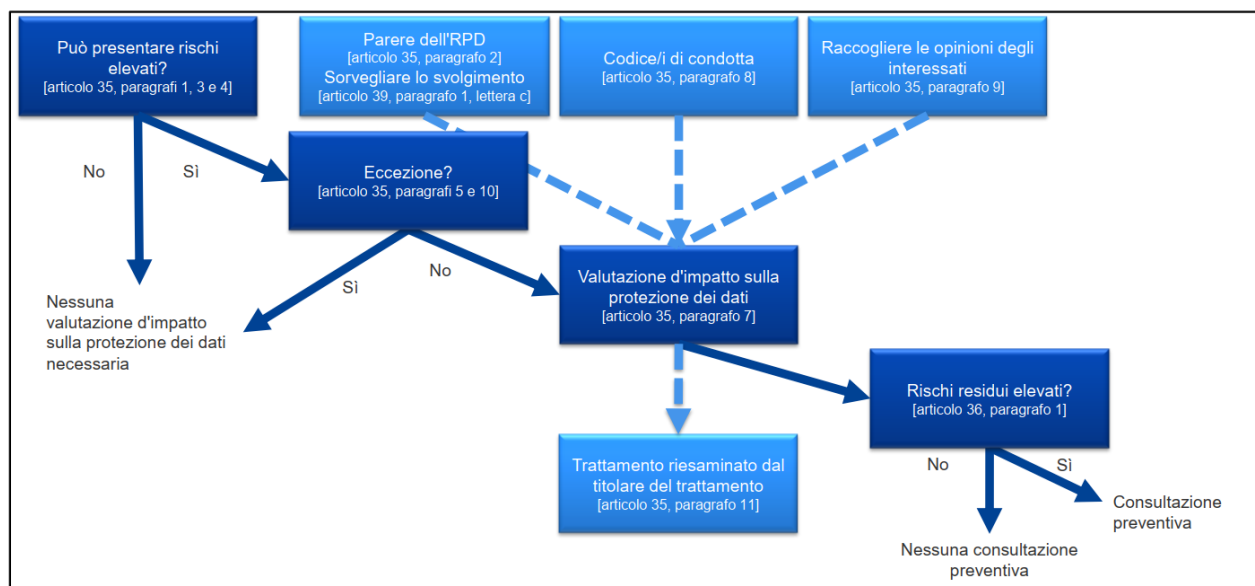 Può presentare rischi
elevati?
[articolo 35, paragrafi 1, 3 e 4]
Parere dell'RPD
[articolo 35, paragrafo 2]
Sorvegliare lo svolgimento
[articolo 39, paragrafo 1, lettera c]
Codice/i di condotta
[articolo 35, paragrafo 8]
Raccogliere le opinioni degli
interessati
[articolo 35, paragrafo 9]
No
Sì
Eccezione?
[articolo 35, paragrafi 5 e 10]
Sì
No
Nessuna
valutazione d'impatto
sulla protezione dei dati
necessaria
Valutazione d'impatto sulla
protezione dei dati
[articolo 35, paragrafo 7]
Rischi residui elevati?
[articolo 36, paragrafo 1]
Trattamento riesaminato dal
titolare del trattamento
[articolo 35, paragrafo 11]
No
Sì
Consultazione
preventiva
Nessuna consultazione
preventiva